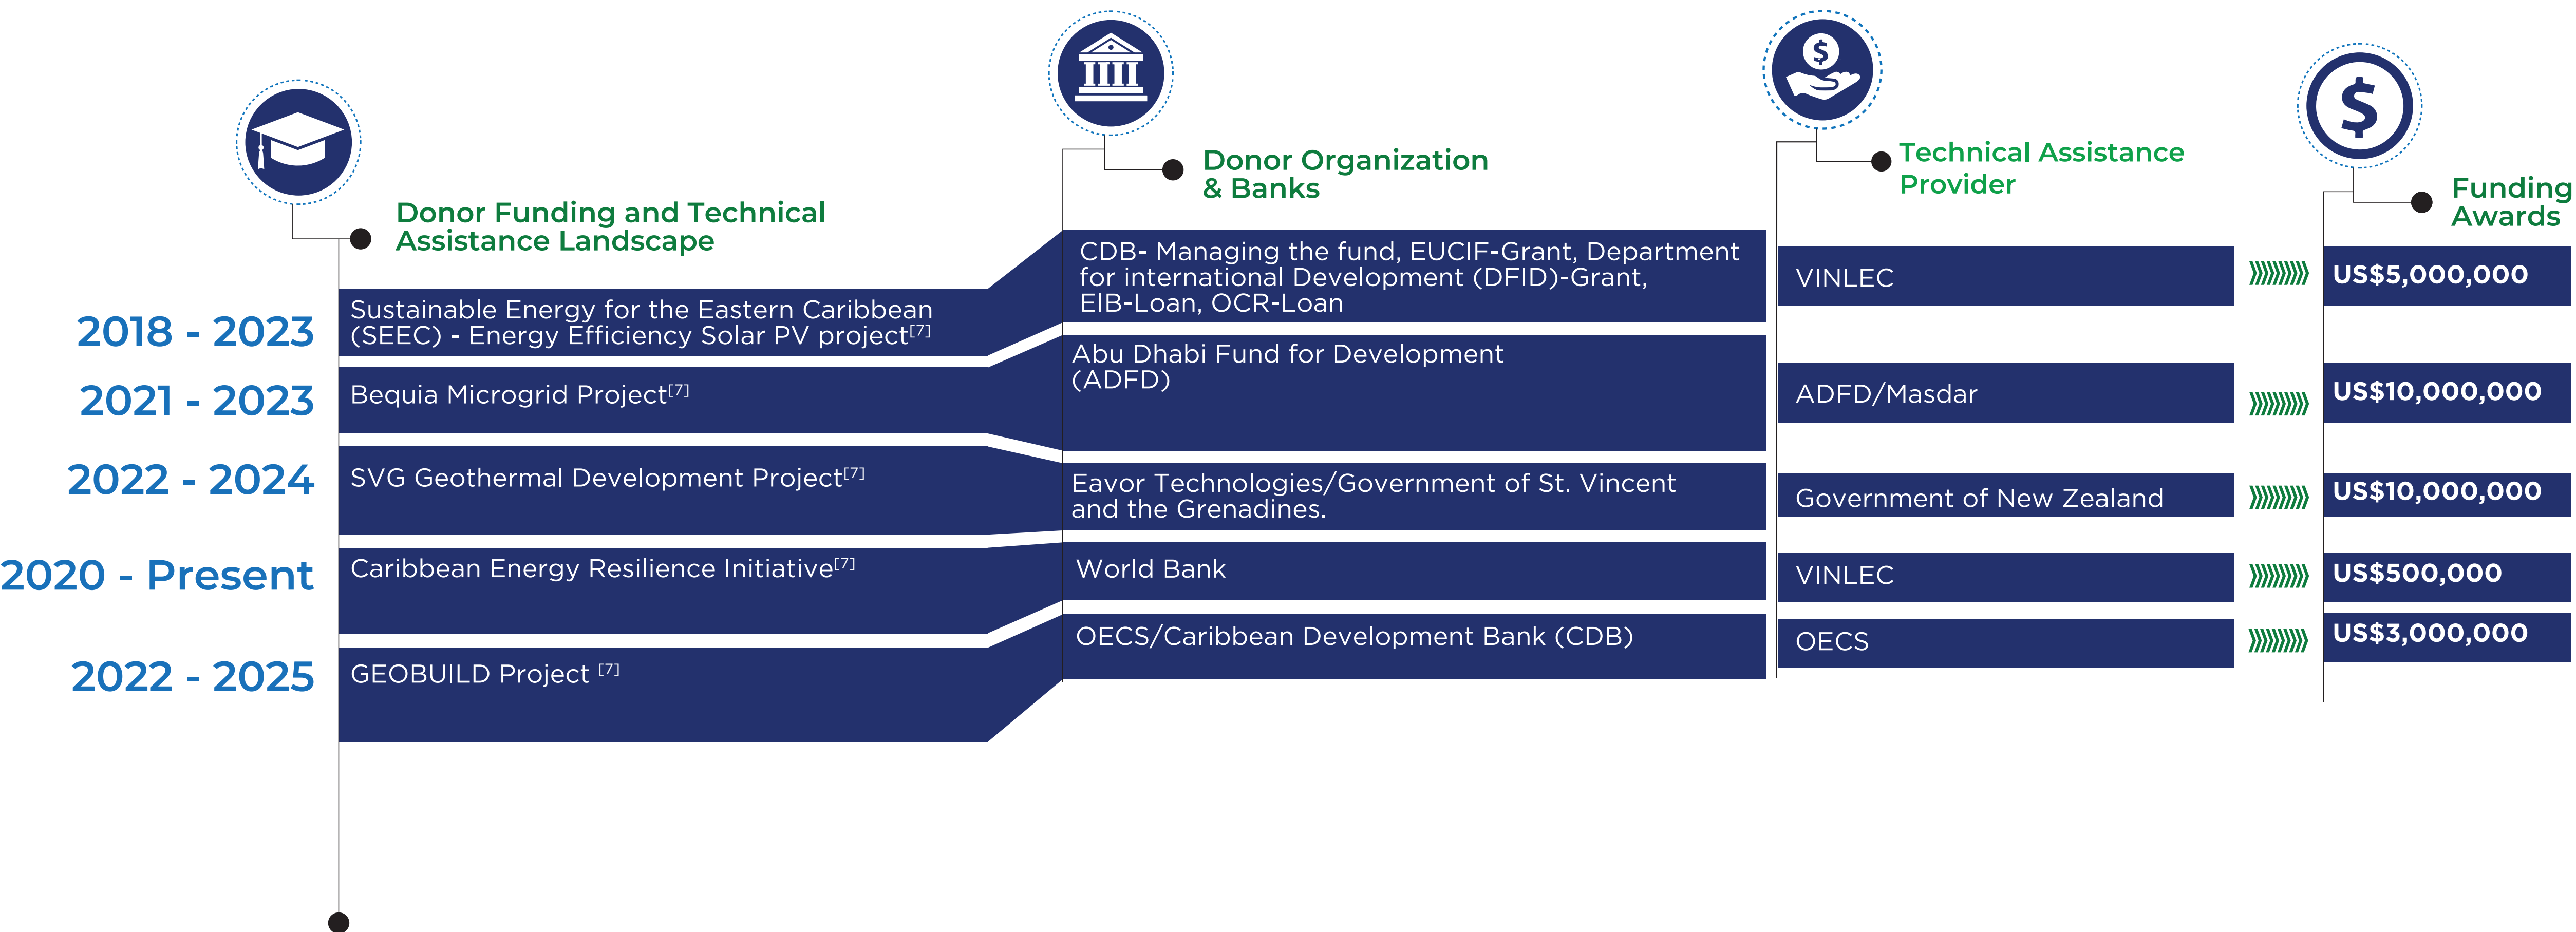 Donor Funding and Technical
Assistance Landscape
Donor Organization
& Banks
Technical Assistance
Provider
Funding
Awards
2018 - 2023
Sustainable Energy for the Eastern Caribbean
(SEEC) - Energy Efficiency Solar PV project[7]
CDB- Managing the fund, EUCIF-Grant, Department
for international Development (DFID)-Grant,
EIB-Loan, OCR-Loan
VINLEC
US$5,000,000
2021 - 2023
Bequia Microgrid Project[7]
Abu Dhabi Fund for Development
(ADFD)
ADFD/Masdar
US$10,000,000
2022 - 2024
SVG Geothermal Development Project[7]
Eavor Technologies/Government of St. Vincent
and the Grenadines.
Government of New Zealand
US$10,000,000
2020 - Present
Caribbean Energy Resilience Initiative[7]
World Bank
VINLEC
US$500,000
2022 - 2025
GEOBUILD Project [7]
OECS/Caribbean Development Bank (CDB)
OECS
US$3,000,000